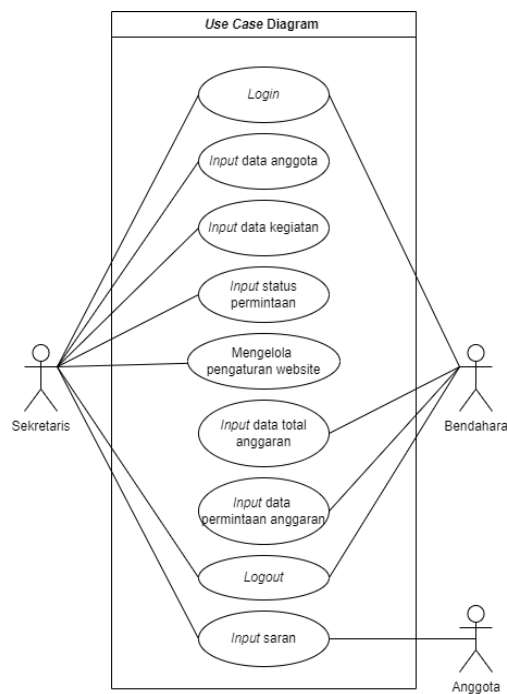 Use Case Diagram
Login
Input data anggota
Input data kegiatan
Input status
permintaan
Mengelola
pengaturan website
Sekretaris
Bendahara
Input data total
anggaran
Input data
permintaan anggaran
Logout
Input saran
Anggota